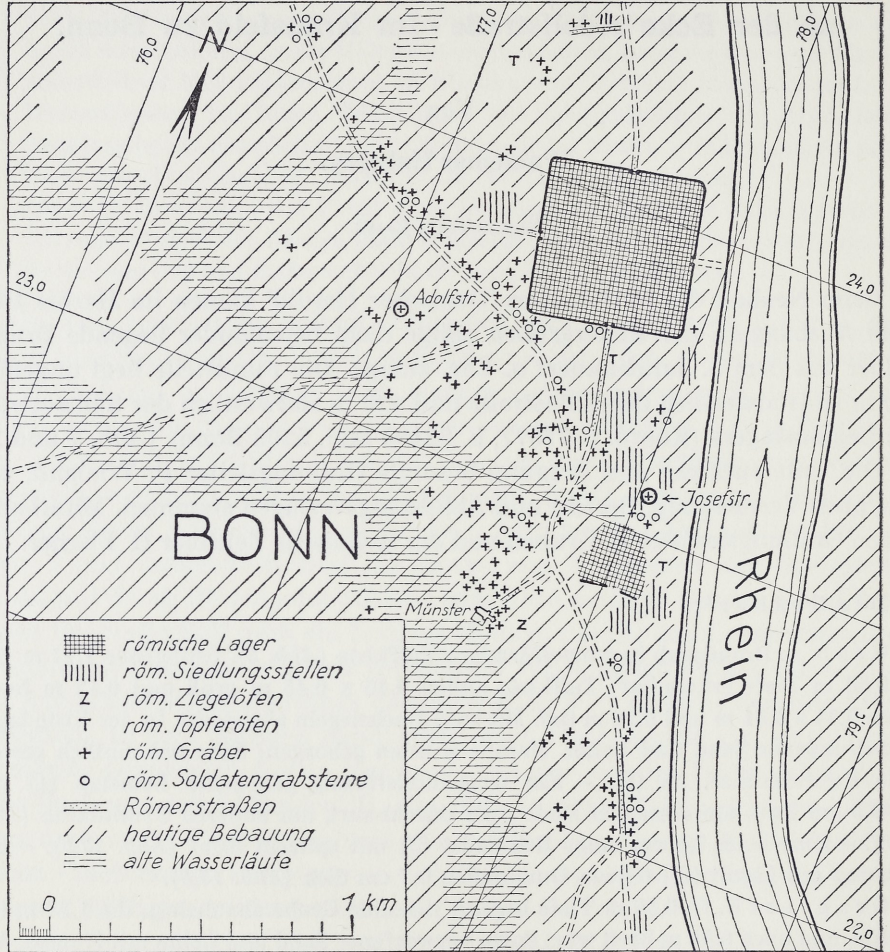 76,0
N
77,0
78,0
T
23,0
24,0
Adolfstr.
T
Josefstr.
BONN
T
Rhein
Münster
Z
79,0
römische Lager
röm. Siedlungsstellen
Z röm. Ziegelöfen
T röm. Töpferöfen
+ röm. Gräber
o röm. Soldatengrabsteine
Römerstraßen
heutige Bebauung
alte Wasserläufe
0 1 km
22,0